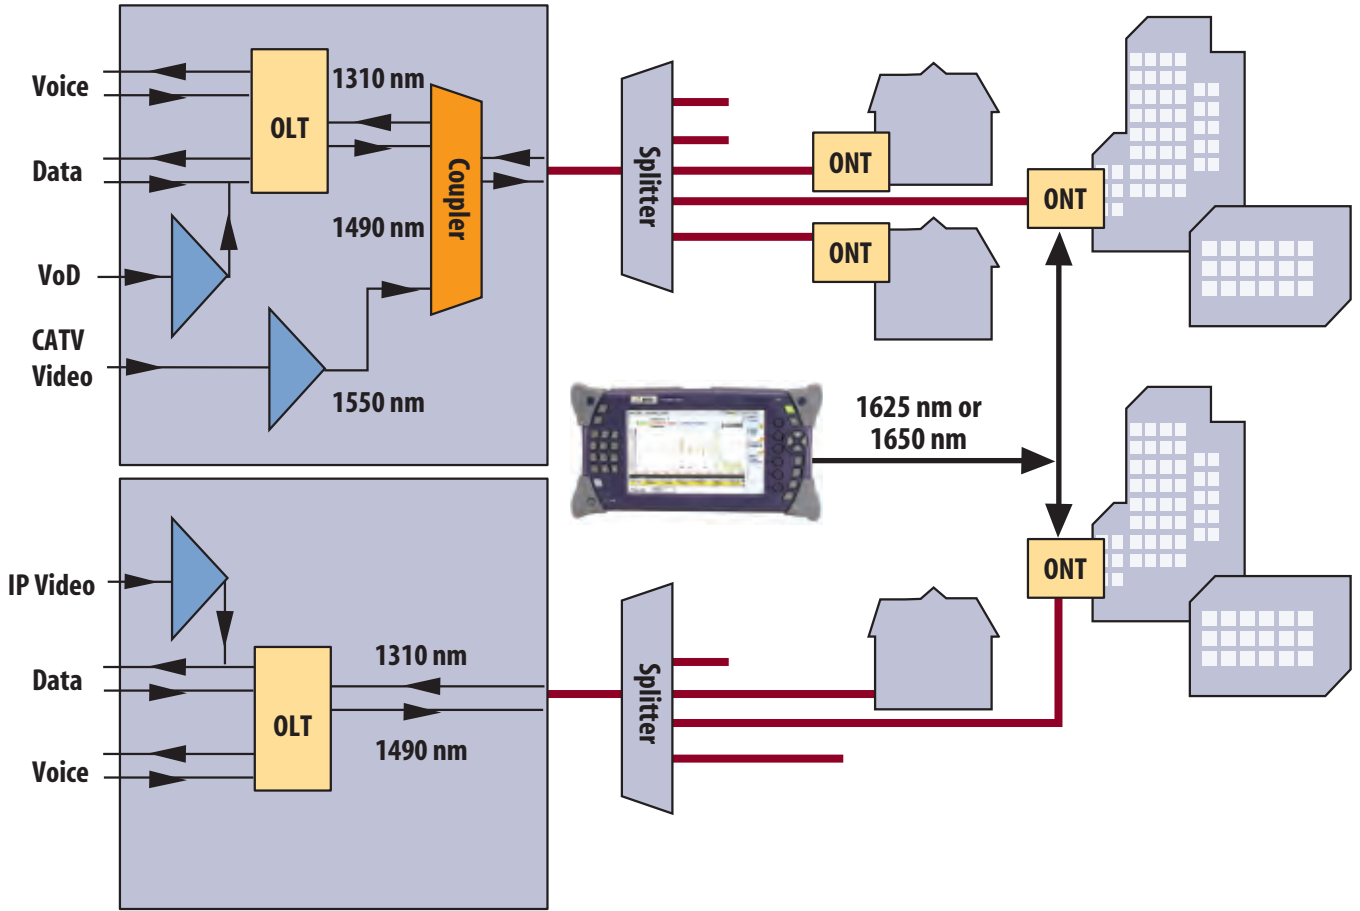 Voice
Data
VoD
CATV
Video
OLT
1310 nm
1490 nm
1550 nm
Coupler
Splitter
ONT
ONT
ONT
1625 nm or
1650 nm
IP Video
Data
Voice
OLT
1310 nm
1490 nm
Splitter
ONT